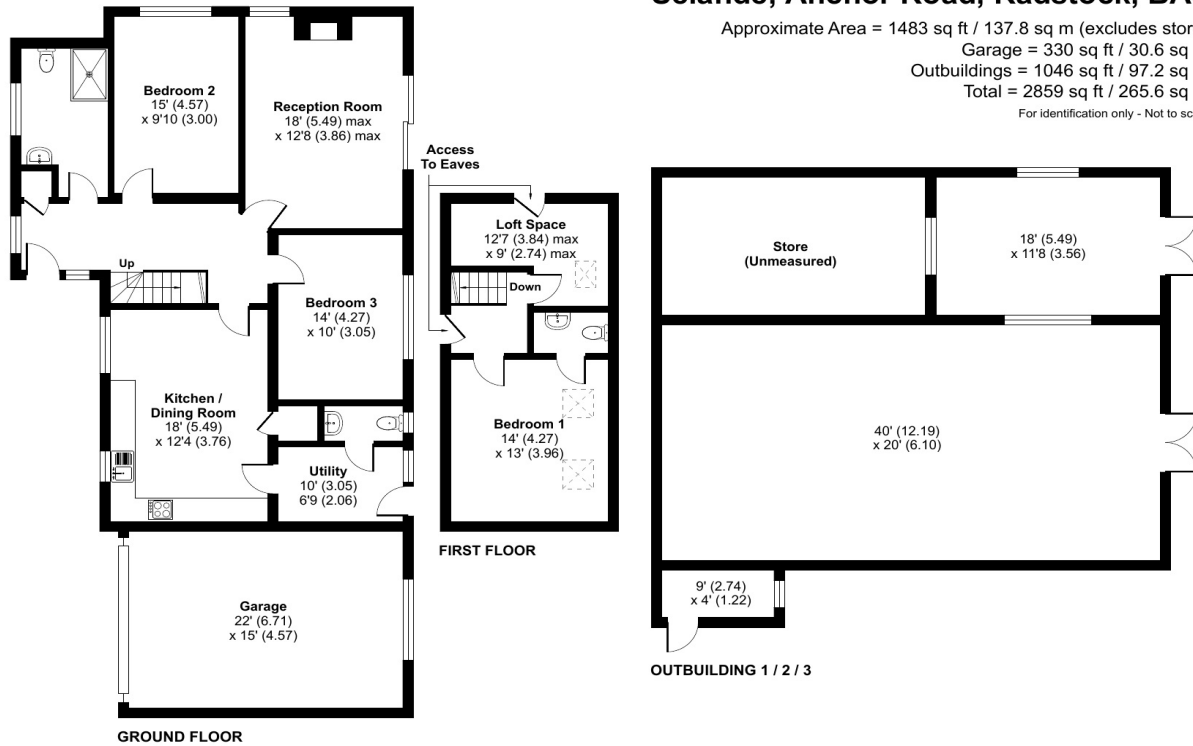 Approximate Area = 1483 sq ft / 137.8 sq m (excludes stor
Garage = 330 sq ft / 30.6 sq
Outbuildings = 1046 sq ft / 97.2 sq
Total = 2859 sq ft / 265.6 sq
For identification only - Not to sc
Bedroom 2
15' (4.57)
x 9'10 (3.00)
Reception Room
18' (5.49) max
x 12'8 (3.86) max
Up
Bedroom 3
14' (4.27)
x 10' (3.05)
Kitchen /
Dining Room
18' (5.49)
x 12'4 (3.76)
Utility
10' (3.05)
6'9 (2.06)
Garage
22' (6.71)
x 15' (4.57)
GROUND FLOOR
Access
To Eaves
Loft Space
12'7 (3.84) max
x 9' (2.74) max
Down
Bedroom 1
14' (4.27)
x 13' (3.96)
FIRST FLOOR
Store
(Unmeasured)
18' (5.49)
x 11'8 (3.56)
40' (12.19)
x 20' (6.10)
9' (2.74)
x 4' (1.22)
OUTBUILDING 1 / 2 / 3